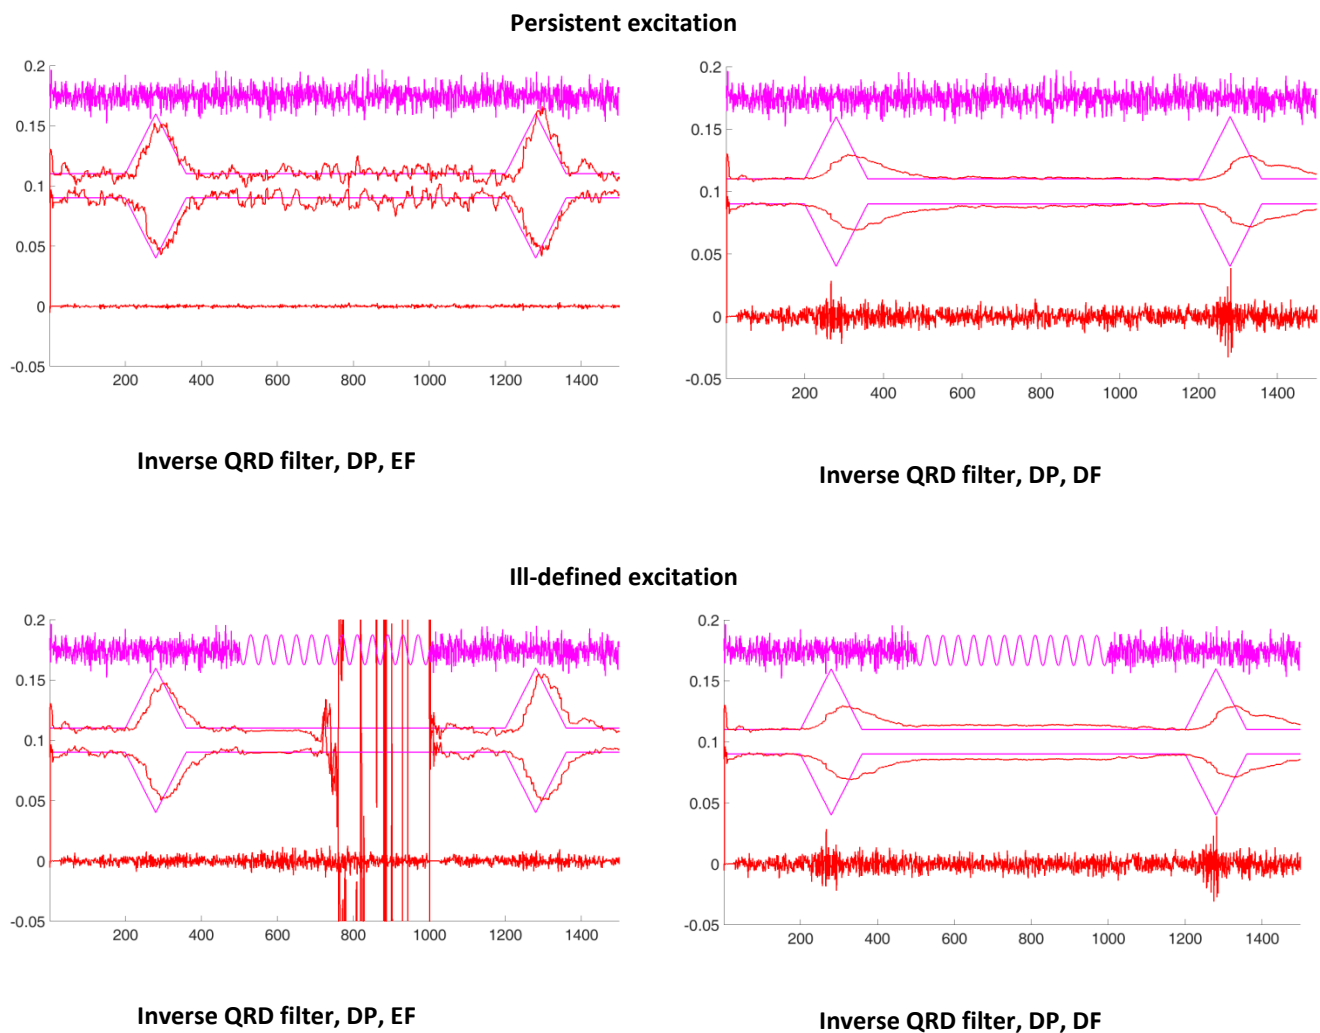 Persistent excitation
0.2
0.15
0.1
0.05
0
-0.05
200 400 600 800 1000 1200 1400
0.2
0.15
0.1
0.05
0
-0.05
200 400 600 800 1000 1200 1400
Inverse QRD filter, DP, EF
Inverse QRD filter, DP, DF
Ill-defined excitation
0.2
0.15
0.1
0.05
0
-0.05
200 400 600 800 1000 1200 1400
0.2
0.15
0.1
0.05
0
-0.05
200 400 600 800 1000 1200 1400
Inverse QRD filter, DP, EF
Inverse QRD filter, DP, DF